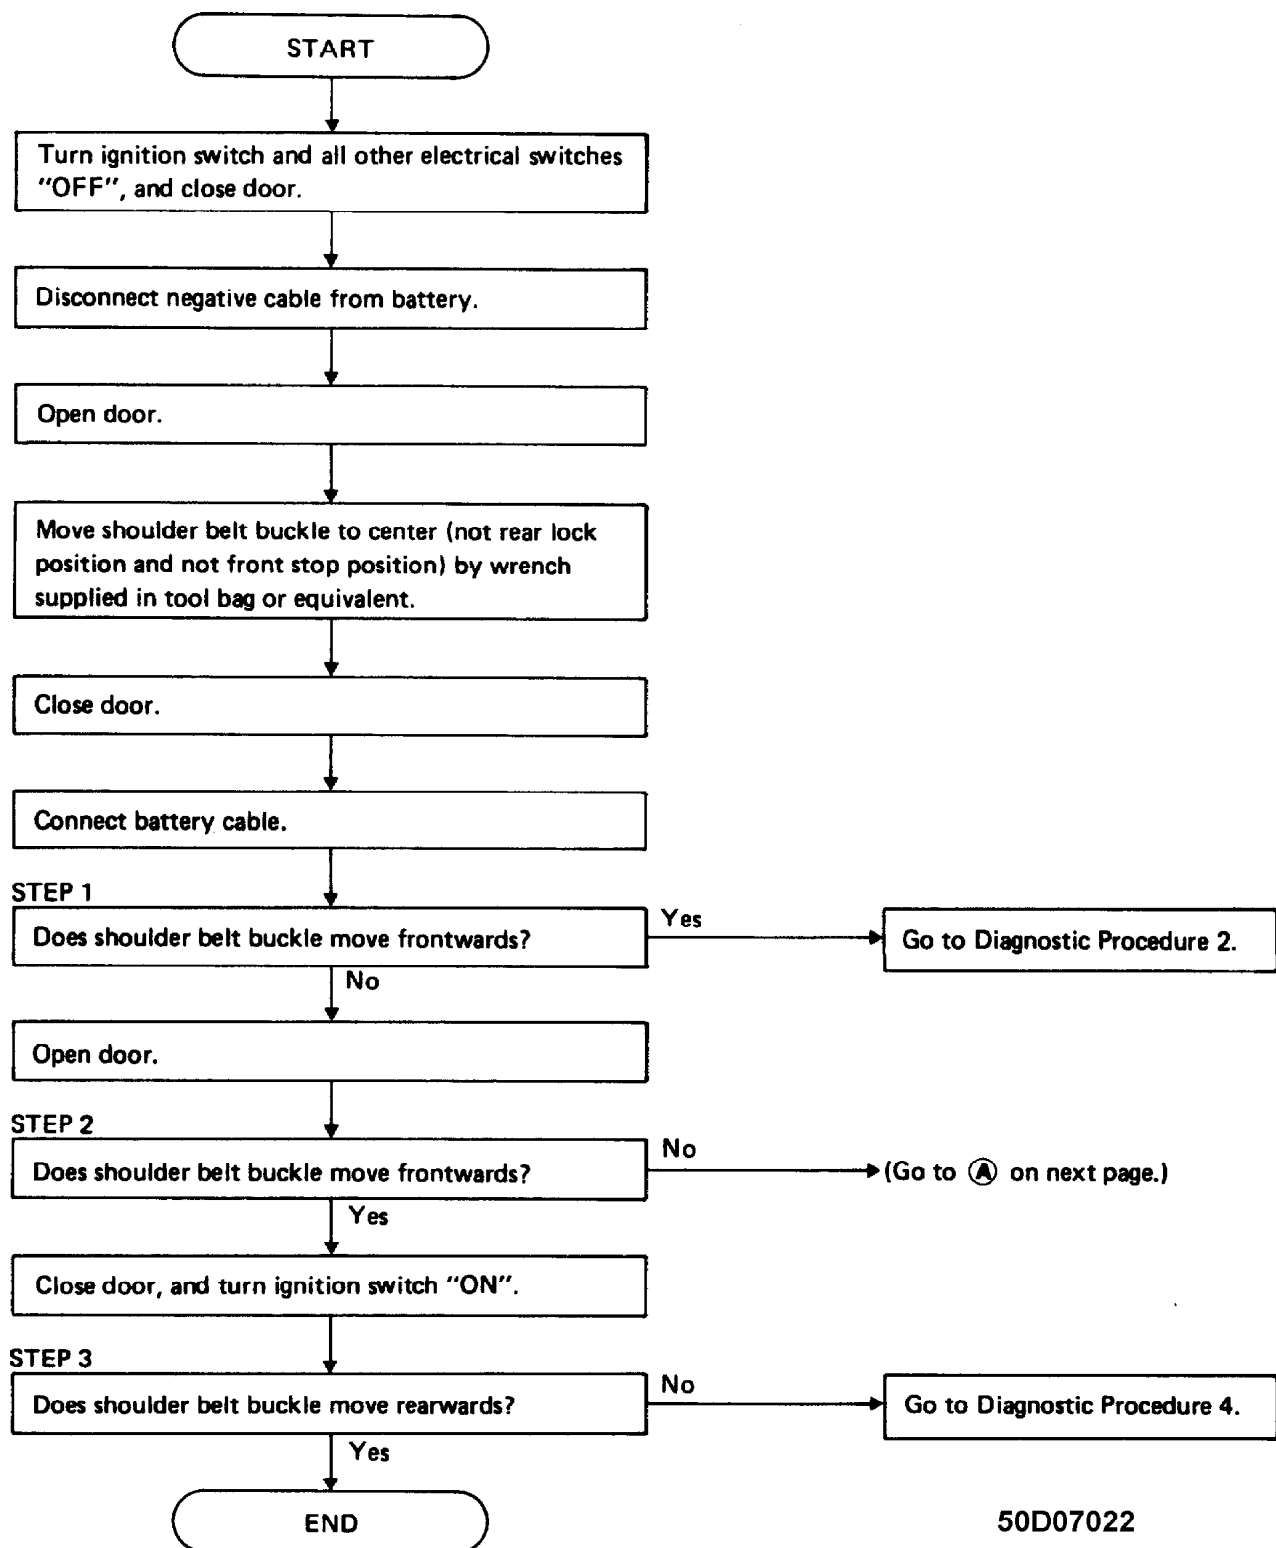 START
Turn ignition switch and all other electrical switches
"OFF", and close door.
Disconnect negative cable from battery.
Open door.
Move shoulder belt buckle to center (not rear lock
position and not front stop position) by wrench
supplied in tool bag or equivalent.
Close door.
Connect battery cable.
STEP 1
Does shoulder belt buckle move frontwards?
Yes
Go to Diagnostic Procedure 2.
No
Open door.
STEP 2
Does shoulder belt buckle move frontwards?
No
(Go to Ⓐ on next page.)
Yes
Close door, and turn ignition switch "ON".
STEP 3
Does shoulder belt buckle move rearwards?
No
Go to Diagnostic Procedure 4.
Yes
END
50D07022